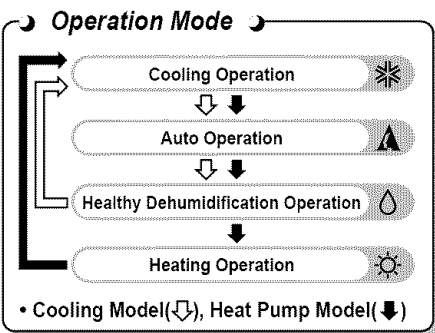 Operation Mode
Cooling Operation
Auto Operation
Healthy Dehumidification Operation
Heating Operation
• Cooling Model(⇩), Heat Pump Model(⬇)